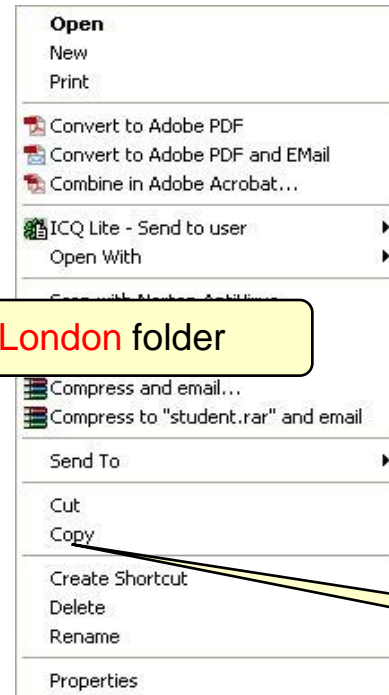 Open
New
Print
Convert to Adobe PDF
Convert to Adobe PDF and EMail
Combine in Adobe Acrobat...
ICQ Lite - Send to user
Open With
London folder
Compress and email...
Compress to "student.rar" and email
Send To
Cut
Copy
Create Shortcut
Delete
Rename
Properties